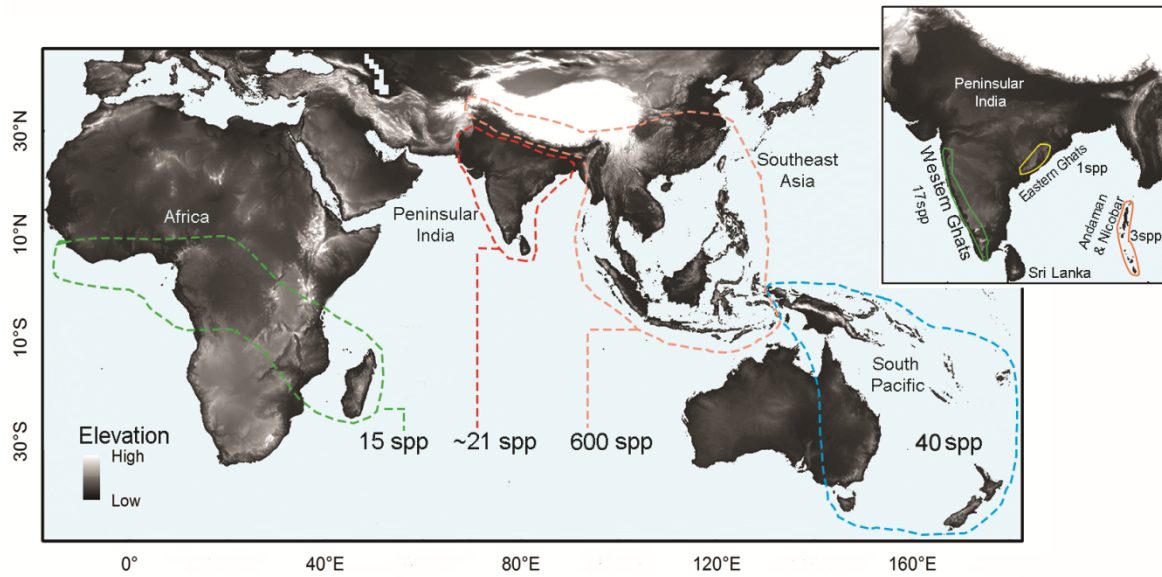 30°N
10°N
10°S
30°S
Africa
Peninsular
India
Southeast
Asia
South
Pacific
Elevation
High
Low
15 spp
~21 spp
600 spp
40 spp
0°
40°E
80°E
120°E
160°E
Peninsular
India
Western Ghats
17spp
Eastern Ghats
1spp
Andaman
& Nicobar
3spp
Sri Lanka